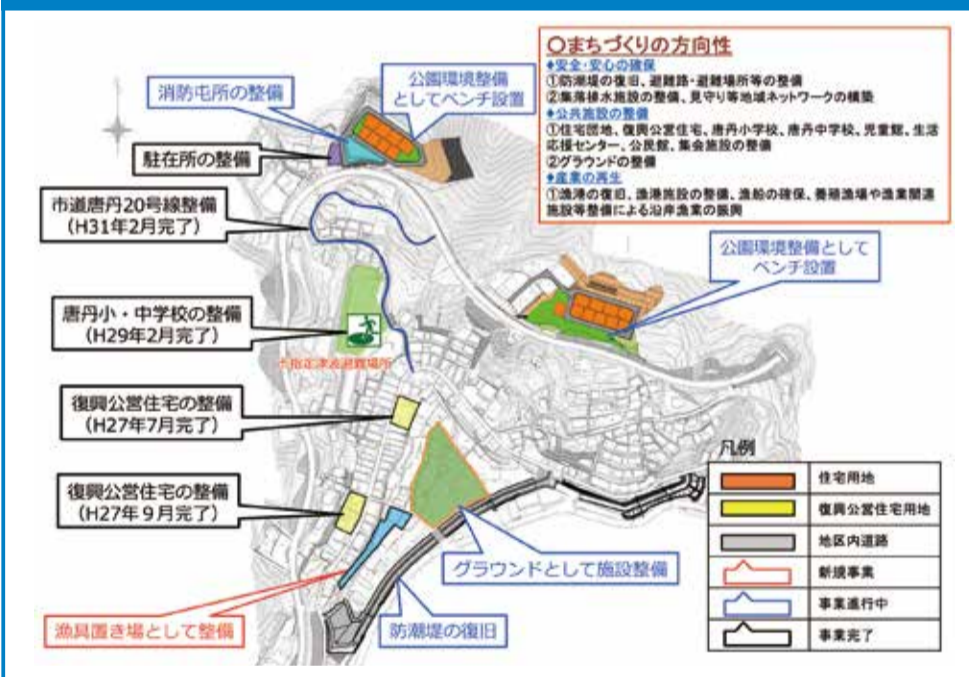 〇まちづくりの方向性
◆安全・安心の確保
①防潮堤の復旧、避難路・避難場所等の整備
②集落排水施設の整備、見守り等地域ネットワークの構築
◆公共施設の整備
①住宅団地、復興公営住宅、唐丹小学校、唐丹中学校、児童館、生活
応援センター、公民館、集会施設の整備
②グラウンドの整備
◆産業の再生
①漁港の復旧、漁港施設の整備、漁船の確保、養殖漁場や漁業関連
施設等整備による沿岸漁業の振興
消防屯所の整備
公園環境整備
としてベンチ設置
駐在所の整備
市道唐丹20号線整備
(H31年2月完了)
公園環境整備として
ベンチ設置
唐丹小・中学校の整備
(H29年2月完了)
指定津波避難場所
復興公営住宅の整備
(H27年7月完了)
復興公営住宅の整備
(H27年9月完了)
グラウンドとして施設整備
漁具置き場として整備
防潮堤の復旧
凡例
住宅用地
復興公営住宅用地
地区内道路
新規事業
事業進行中
事業完了